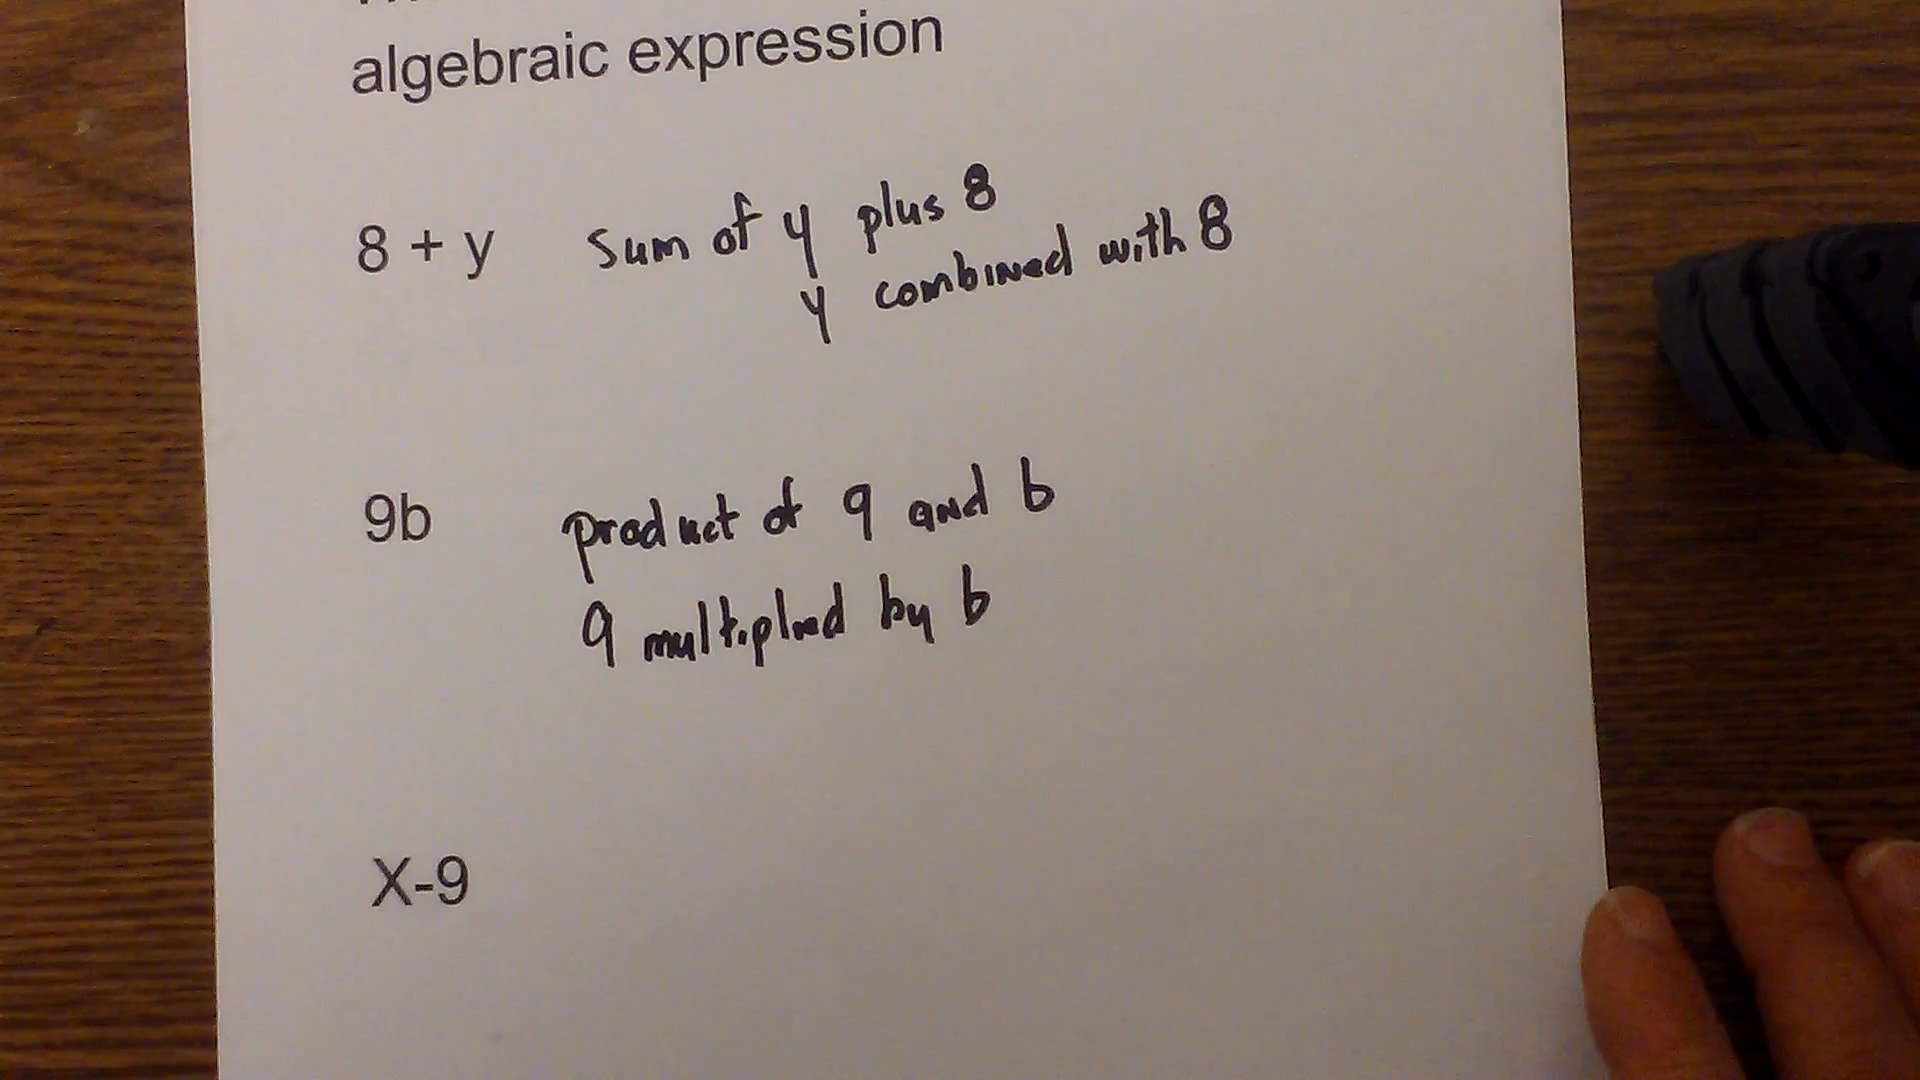 algebraic expression
8 + y sum of y plus 8
y combined with 8
9b product of 9 and b
9 multiplied by b
X-9